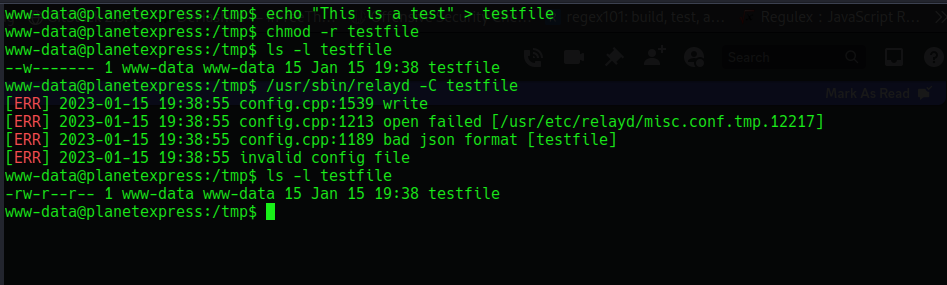 www-data@planetexpress:/tmp$ echo "This is a test" > testfile
regex101: build, test, a...
Regulex : JavaScript R...
www-data@planetexpress:/tmp$ chmod -r testfile
www-data@planetexpress:/tmp$ ls -l testfile
Search
--w------- 1 www-data www-data 15 Jan 15 19:38 testfile
www-data@planetexpress:/tmp$ /usr/sbin/relayd -C testfile
Mark As Read
[ERR] 2023-01-15 19:38:55 config.cpp:1539 write
[ERR] 2023-01-15 19:38:55 config.cpp:1213 open failed [/usr/etc/relayd/misc.conf.tmp.12217]
[ERR] 2023-01-15 19:38:55 config.cpp:1189 bad json format [testfile]
[ERR] 2023-01-15 19:38:55 invalid config file
www-data@planetexpress:/tmp$ ls -l testfile
-rw-r--r-- 1 www-data www-data 15 Jan 15 19:38 testfile
www-data@planetexpress:/tmp$